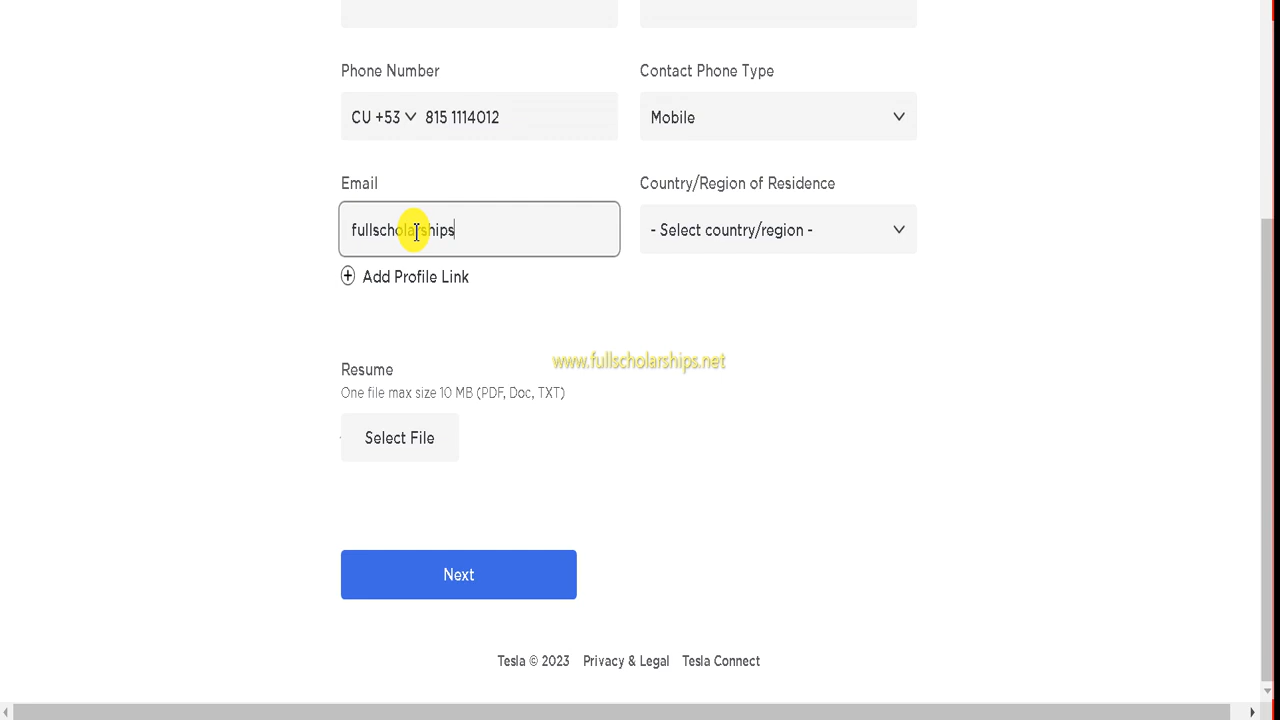 Phone Number
Contact Phone Type
CU +53 815 1114012
Mobile
Email
Country/Region of Residence
fullscholarships
- Select country/region -
Add Profile Link
www.fullscholarships.net
Resume
One file max size 10 MB (PDF, Doc, TXT)
Select File
Next
Tesla © 2023 Privacy & Legal Tesla Connect